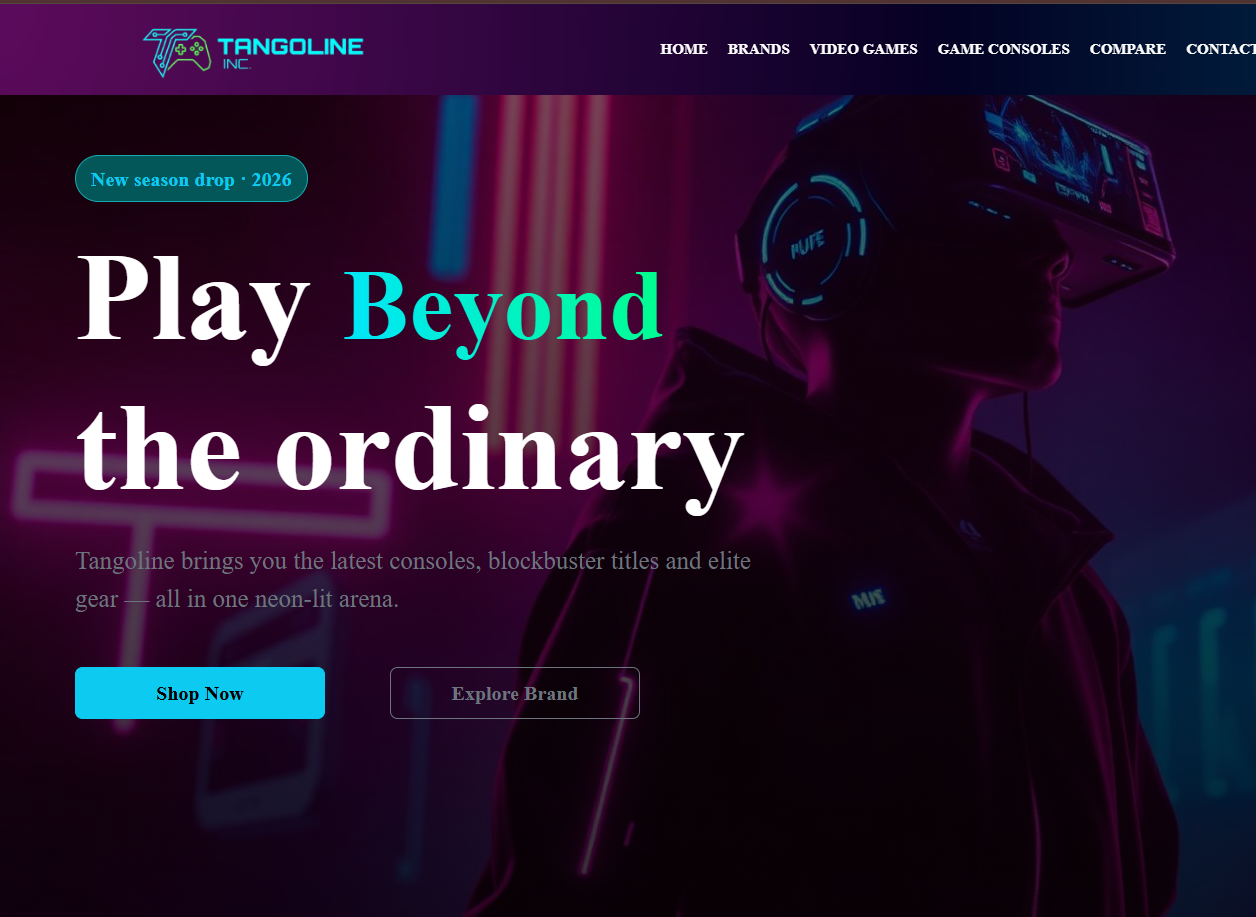 TANGOLINE
INC.
HOME BRANDS VIDEO GAMES GAME CONSOLES COMPARE CONTACT
New season drop · 2026
Play Beyond
the ordinary
Tangoline brings you the latest consoles, blockbuster titles and elite
gear — all in one neon-lit arena.
Shop Now Explore Brand